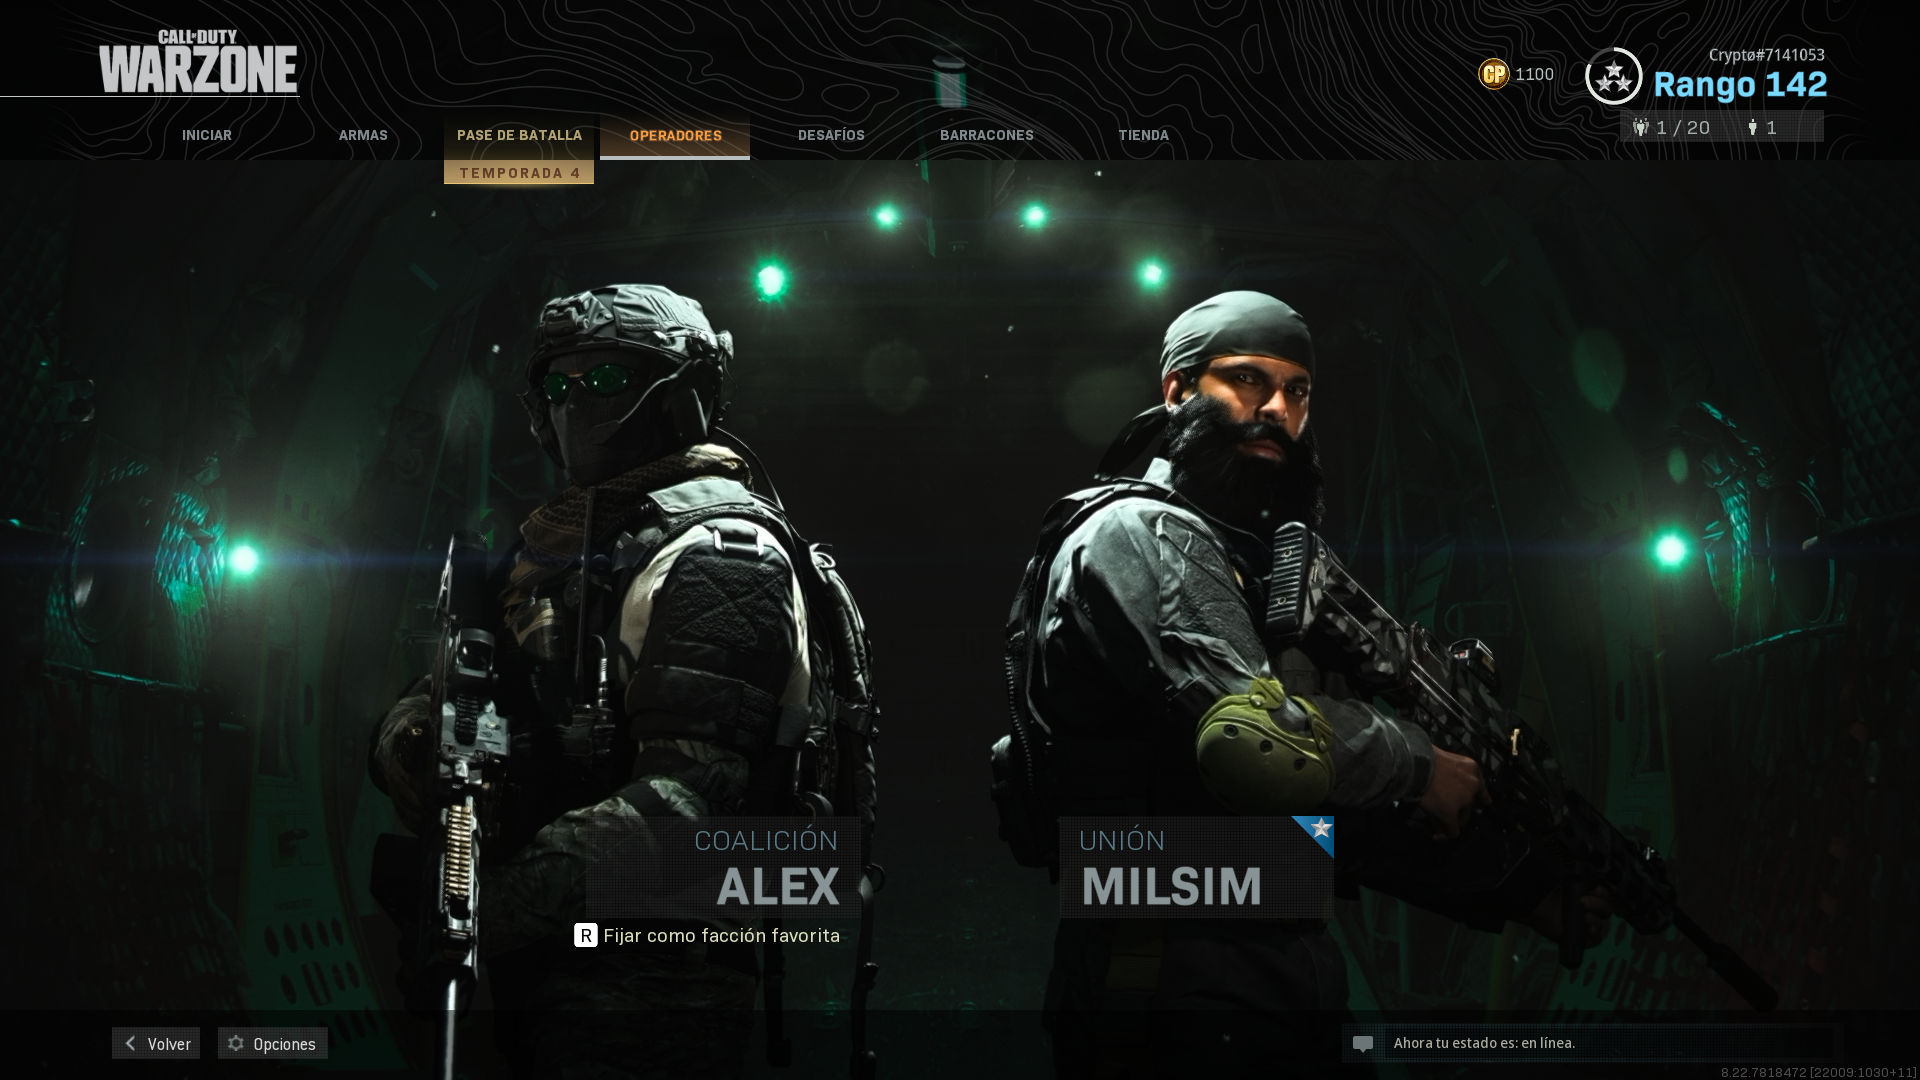 CALL OF DUTY
WARZONE
CP 1100
Cryptø#7141053
Rango 142
1 / 20 1
INICIAR ARMAS PASE DE BATALLA OPERADORES DESAFÍOS BARRACONES TIENDA
TEMPORADA 4
COALICIÓN
ALEX
UNIÓN
MILSIM
R Fijar como facción favorita
Volver Opciones
Ahora tu estado es: en línea.
8.22.7818472 [22009:1030+11]